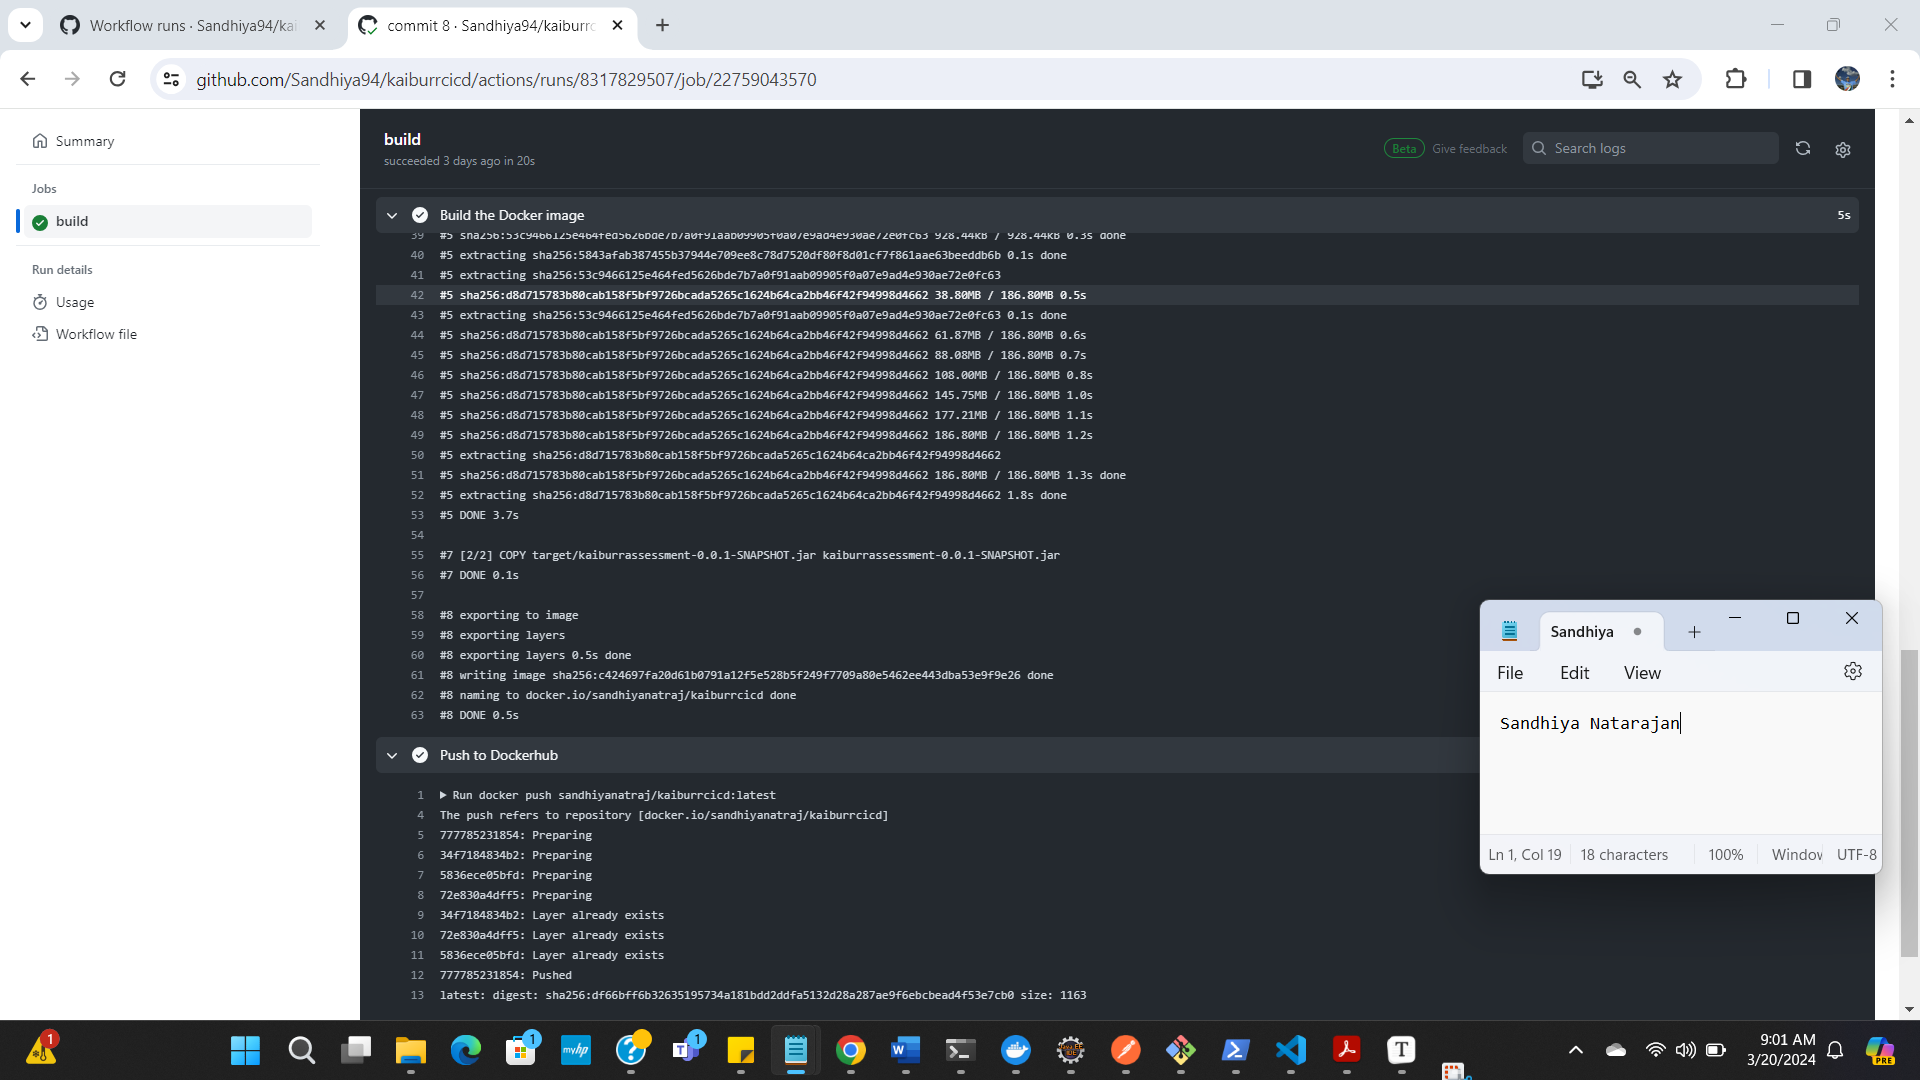 Workflow runs · Sandhiya94/kai
commit 8 · Sandhiya94/kaiburrc
github.com/Sandhiya94/kaiburrcicd/actions/runs/8317829507/job/22759043570
Summary
Jobs
build
Run details
Usage
Workflow file
build
succeeded 3 days ago in 20s
Beta Give feedback
Search logs
Build the Docker image 5s
39 #5 sha256:53c9466125e464fed5626bde7b7a0f91aab09905f0a07e9ad4e930ae72e0fc63 928.44kB / 928.44kB 0.3s done
40 #5 extracting sha256:5843afab387455b37944e709ee8c78d7520df80f8d01cf7f861aae63beeddb6b 0.1s done
41 #5 extracting sha256:53c9466125e464fed5626bde7b7a0f91aab09905f0a07e9ad4e930ae72e0fc63
42 #5 sha256:d8d715783b80cab158f5bf9726bcada5265c1624b64ca2bb46f42f94998d4662 38.80MB / 186.80MB 0.5s
43 #5 extracting sha256:53c9466125e464fed5626bde7b7a0f91aab09905f0a07e9ad4e930ae72e0fc63 0.1s done
44 #5 sha256:d8d715783b80cab158f5bf9726bcada5265c1624b64ca2bb46f42f94998d4662 61.87MB / 186.80MB 0.6s
45 #5 sha256:d8d715783b80cab158f5bf9726bcada5265c1624b64ca2bb46f42f94998d4662 88.08MB / 186.80MB 0.7s
46 #5 sha256:d8d715783b80cab158f5bf9726bcada5265c1624b64ca2bb46f42f94998d4662 108.00MB / 186.80MB 0.8s
47 #5 sha256:d8d715783b80cab158f5bf9726bcada5265c1624b64ca2bb46f42f94998d4662 145.75MB / 186.80MB 1.0s
48 #5 sha256:d8d715783b80cab158f5bf9726bcada5265c1624b64ca2bb46f42f94998d4662 177.21MB / 186.80MB 1.1s
49 #5 sha256:d8d715783b80cab158f5bf9726bcada5265c1624b64ca2bb46f42f94998d4662 186.80MB / 186.80MB 1.2s
50 #5 extracting sha256:d8d715783b80cab158f5bf9726bcada5265c1624b64ca2bb46f42f94998d4662
51 #5 sha256:d8d715783b80cab158f5bf9726bcada5265c1624b64ca2bb46f42f94998d4662 186.80MB / 186.80MB 1.3s done
52 #5 extracting sha256:d8d715783b80cab158f5bf9726bcada5265c1624b64ca2bb46f42f94998d4662 1.8s done
53 #5 DONE 3.7s
54
55 #7 [2/2] COPY target/kaiburrassessment-0.0.1-SNAPSHOT.jar kaiburrassessment-0.0.1-SNAPSHOT.jar
56 #7 DONE 0.1s
57
58 #8 exporting to image
59 #8 exporting layers
60 #8 exporting layers 0.5s done
61 #8 writing image sha256:c424697fa20d61b0791a12f5e528b5f249f7709a80e5462ee443dba53e9f9e26 done
62 #8 naming to docker.io/sandhiyanatraj/kaiburrcicd done
63 #8 DONE 0.5s
Push to Dockerhub
1 Run docker push sandhiyanatraj/kaiburrcicd:latest
4 The push refers to repository [docker.io/sandhiyanatraj/kaiburrcicd]
5 777785231854: Preparing
6 34f7184834b2: Preparing
7 5836ece05bfd: Preparing
8 72e830a4dff5: Preparing
9 34f7184834b2: Layer already exists
10 72e830a4dff5: Layer already exists
11 5836ece05bfd: Layer already exists
12 777785231854: Pushed
13 latest: digest: sha256:df66bff6b32635195734a181bdd2ddfa5132d28a287ae9f6ebcbead4f53e7cb0 size: 1163
Sandhiya
File Edit View
Sandhiya Natarajan
Ln 1, Col 19 18 characters 100% Window UTF-8
9:01 AM
3/20/2024